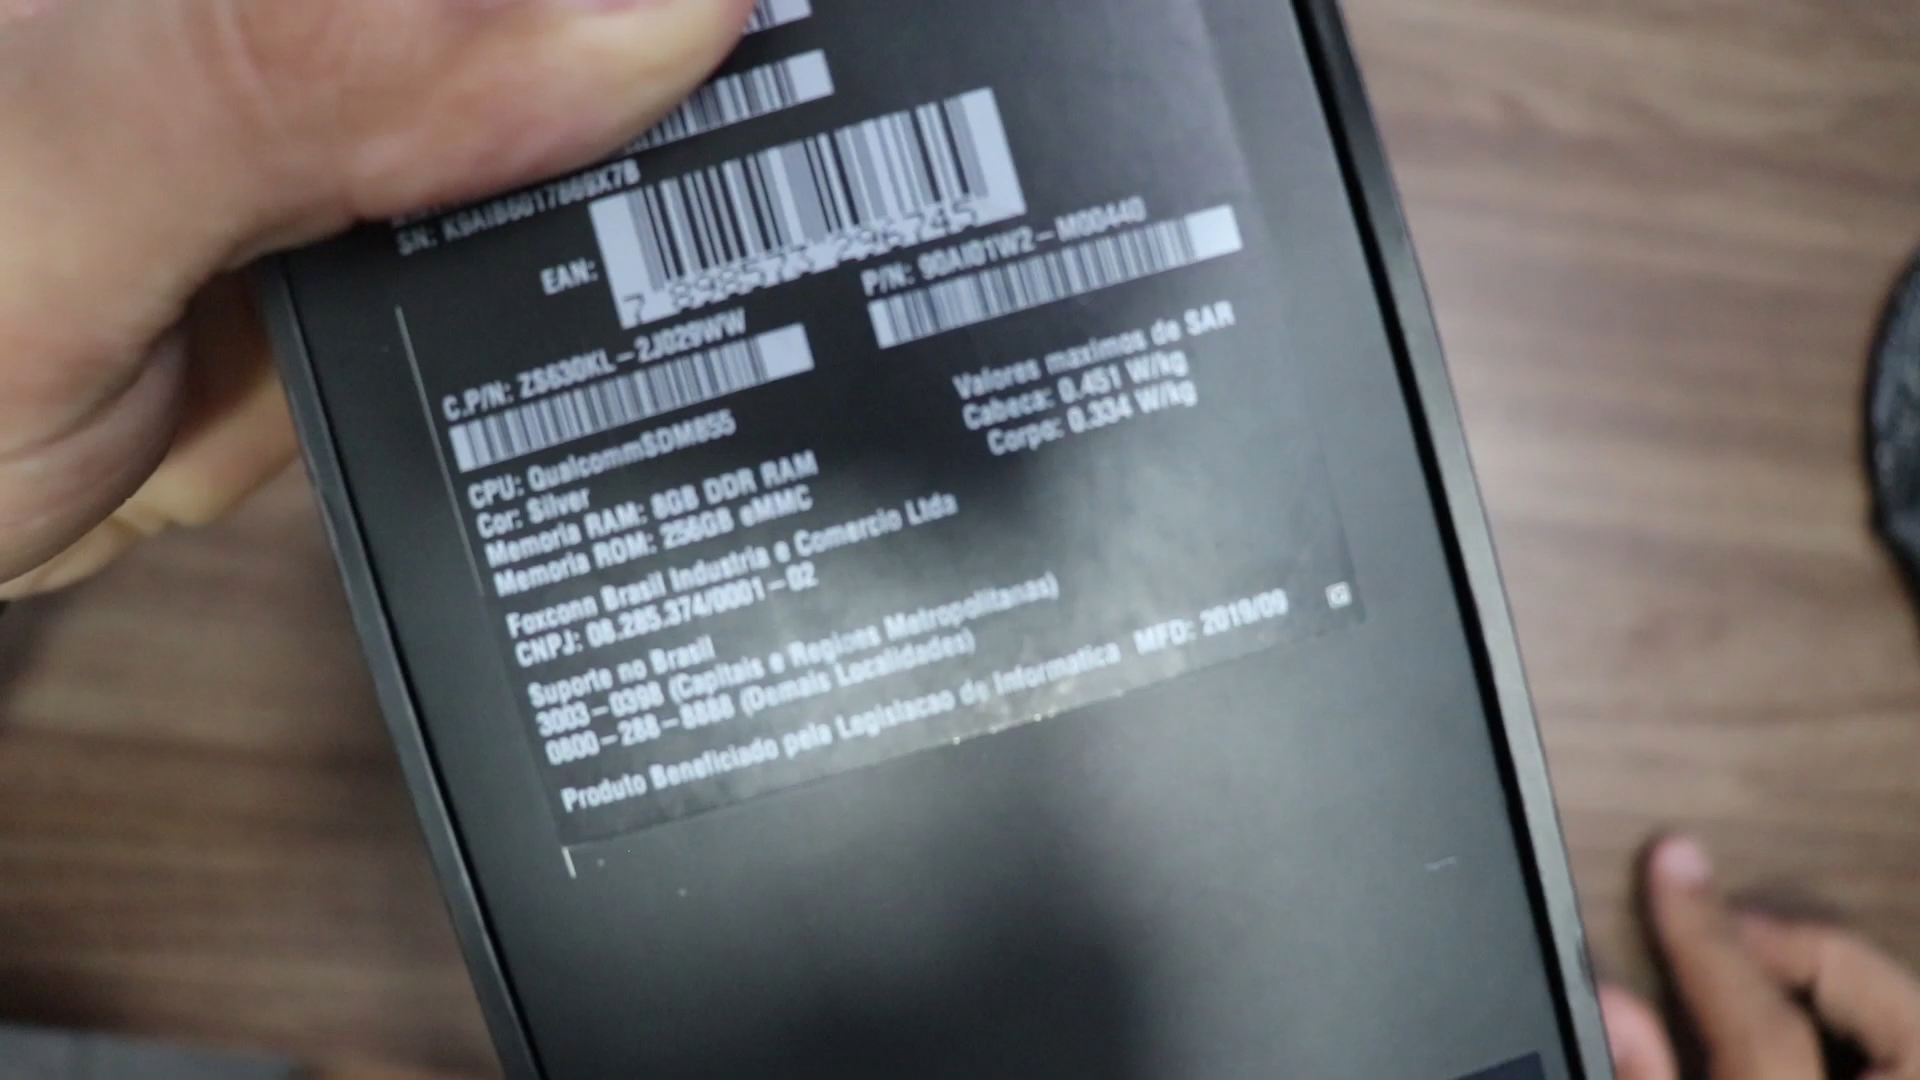 SN:
EAN:
P/N: 90AI01W2-M00440
C.P/N: ZS630KL-2J029WW
Valores maximos de SAR
Cabeca: 0.451 W/kg
Corpo: 0.334 W/kg
CPU: QualcommSDM855
Cor: Silver
Memoria RAM: 8GB DDR RAM
Memoria ROM: 256GB eMMC
Foxconn Brasil Industria e Comercio Ltda
CNPJ: 08.285.374/0001-02
Suporte no Brasil
3003-0398 (Capitais e Regioes Metropolitanas)
0800-288-8888 (Demais Localidades)
Produto Beneficiado pela Legislacao de Informatica MFD: 2019/09